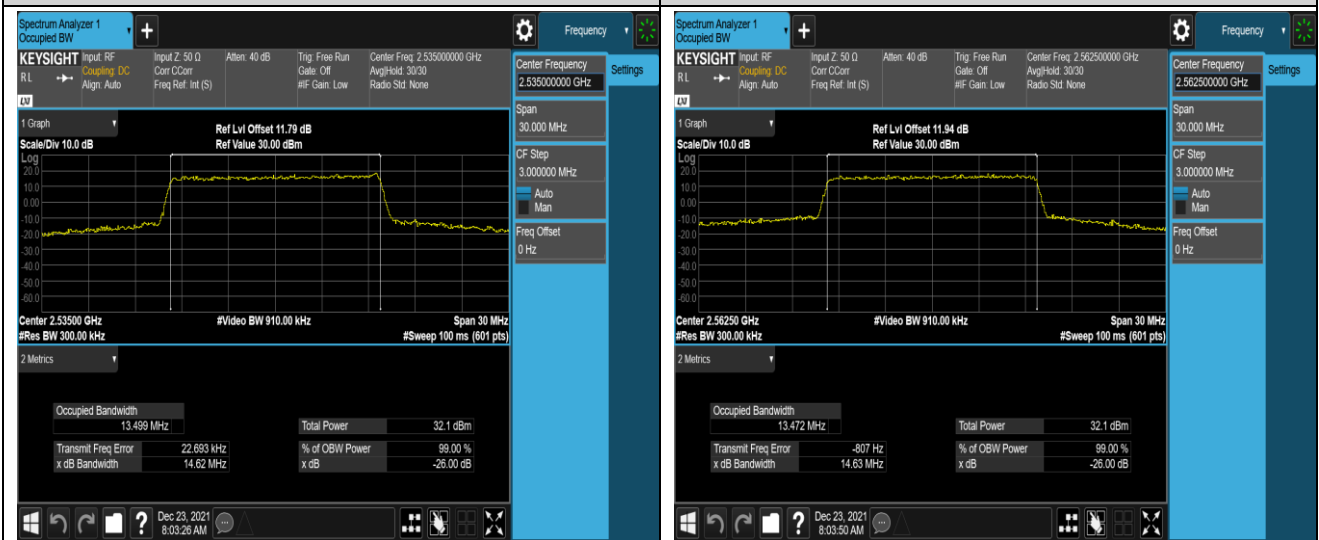 Spectrum Analyzer 1
Occupied BW
+
Frequency
KEYSIGHT Input: RF Input Z: 50 Ω Atten: 40 dB Trig: Free Run Center Freq: 2.535000000 GHz
RL Coupling: DC Corr CCorr Gate: Off Avg|Hold: 30/30
Align: Auto Freq Ref: Int (S) #IF Gain: Low Radio Std: None
LXI
Center Frequency
2.535000000 GHz
Settings
Span
30.000 MHz
CF Step
3.000000 MHz
Auto
Man
Freq Offset
0 Hz
1 Graph
Ref Lvl Offset 11.79 dB
Scale/Div 10.0 dB Ref Value 30.00 dBm
Log
20.0
10.0
0.00
-10.0
-20.0
-30.0
-40.0
-50.0
-60.0
Center 2.53500 GHz #Video BW 910.00 kHz Span 30 MHz
#Res BW 300.00 kHz #Sweep 100 ms (601 pts)
2 Metrics
Occupied Bandwidth
13.499 MHz Total Power 32.1 dBm
Transmit Freq Error 22.693 kHz % of OBW Power 99.00 %
x dB Bandwidth 14.62 MHz x dB -26.00 dB
? Dec 23, 2021
8:03:26 AM
Spectrum Analyzer 1
Occupied BW
+
Frequency
KEYSIGHT Input: RF Input Z: 50 Ω Atten: 40 dB Trig: Free Run Center Freq: 2.562500000 GHz
RL Coupling: DC Corr CCorr Gate: Off Avg|Hold: 30/30
Align: Auto Freq Ref: Int (S) #IF Gain: Low Radio Std: None
LXI
Center Frequency
2.562500000 GHz
Settings
Span
30.000 MHz
CF Step
3.000000 MHz
Auto
Man
Freq Offset
0 Hz
1 Graph
Ref Lvl Offset 11.94 dB
Scale/Div 10.0 dB Ref Value 30.00 dBm
Log
20.0
10.0
0.00
-10.0
-20.0
-30.0
-40.0
-50.0
-60.0
Center 2.56250 GHz #Video BW 910.00 kHz Span 30 MHz
#Res BW 300.00 kHz #Sweep 100 ms (601 pts)
2 Metrics
Occupied Bandwidth
13.472 MHz Total Power 32.1 dBm
Transmit Freq Error -807 Hz % of OBW Power 99.00 %
x dB Bandwidth 14.63 MHz x dB -26.00 dB
? Dec 23, 2021
8:03:50 AM